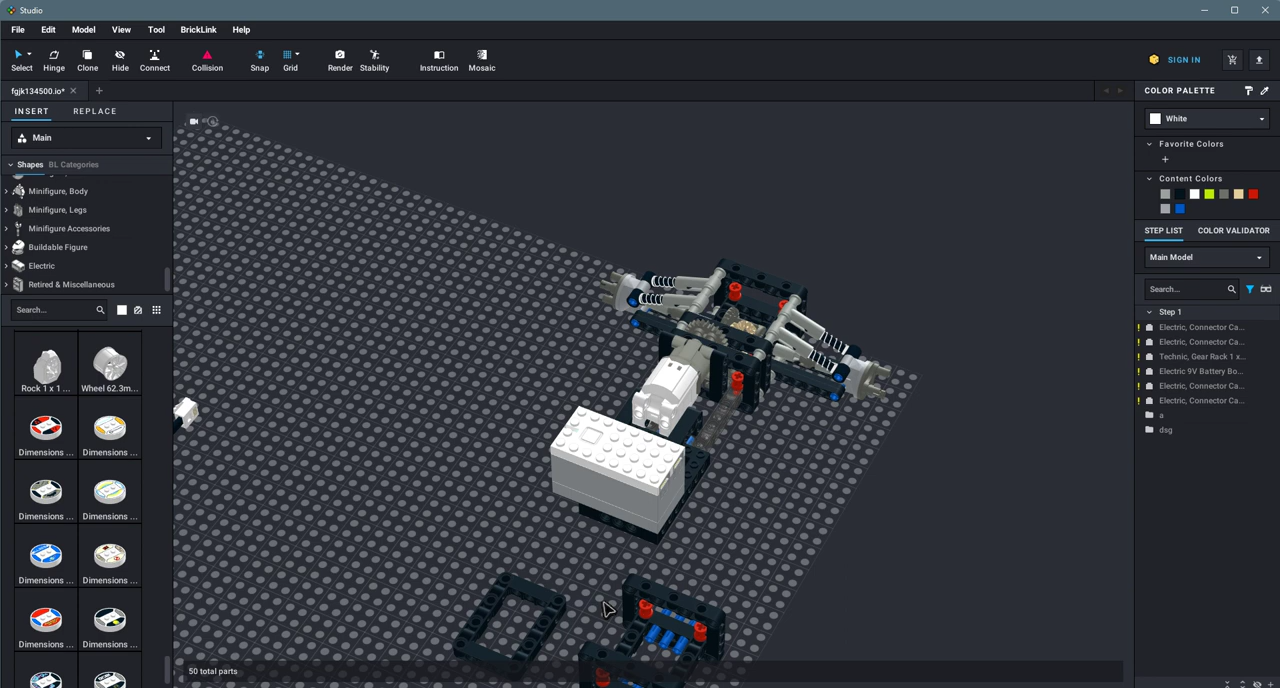 Studio
File Edit Model View Tool BrickLink Help
Select Hinge Clone Hide Connect Collision Snap Grid Render Stability Instruction Mosaic
SIGN IN
fgjk134500.io*
INSERT REPLACE
Main
Shapes BL Categories
Minifigure, Body
Minifigure, Legs
Minifigure Accessories
Buildable Figure
Electric
Retired & Miscellaneous
Search...
Rock 1 x 1 ... Wheel 62.3m...
Dimensions ... Dimensions ...
Dimensions ... Dimensions ...
Dimensions ... Dimensions ...
Dimensions ... Dimensions ...
50 total parts
COLOR PALETTE
White
Favorite Colors
+
Content Colors
STEP LIST COLOR VALIDATOR
Main Model
Search...
Step 1
! Electric, Connector Ca...
! Electric, Connector Ca...
! Technic, Gear Rack 1 x...
! Electric 9V Battery Bo...
! Electric, Connector Ca...
! Electric, Connector Ca...
a
dsg